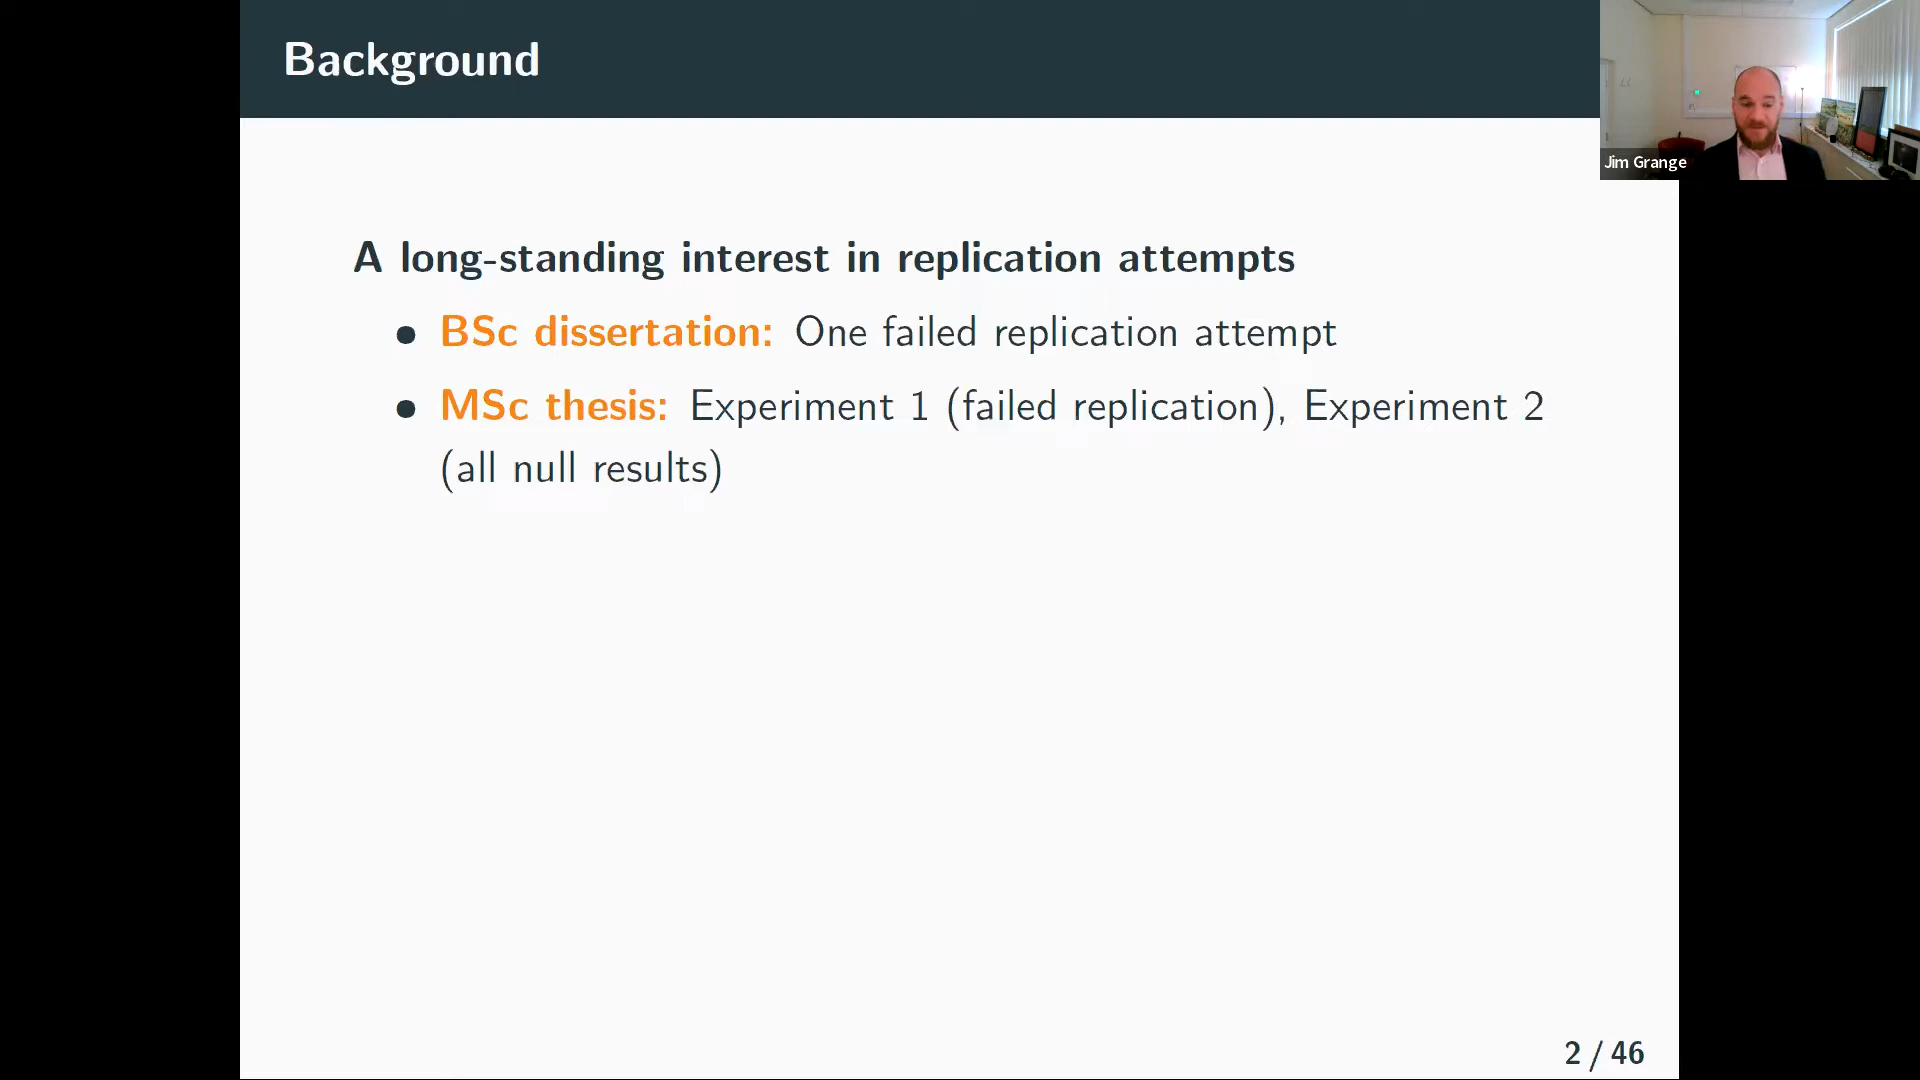 Background
Jim Grange
A long-standing interest in replication attempts
• BSc dissertation: One failed replication attempt
• MSc thesis: Experiment 1 (failed replication), Experiment 2
(all null results)
2 / 46